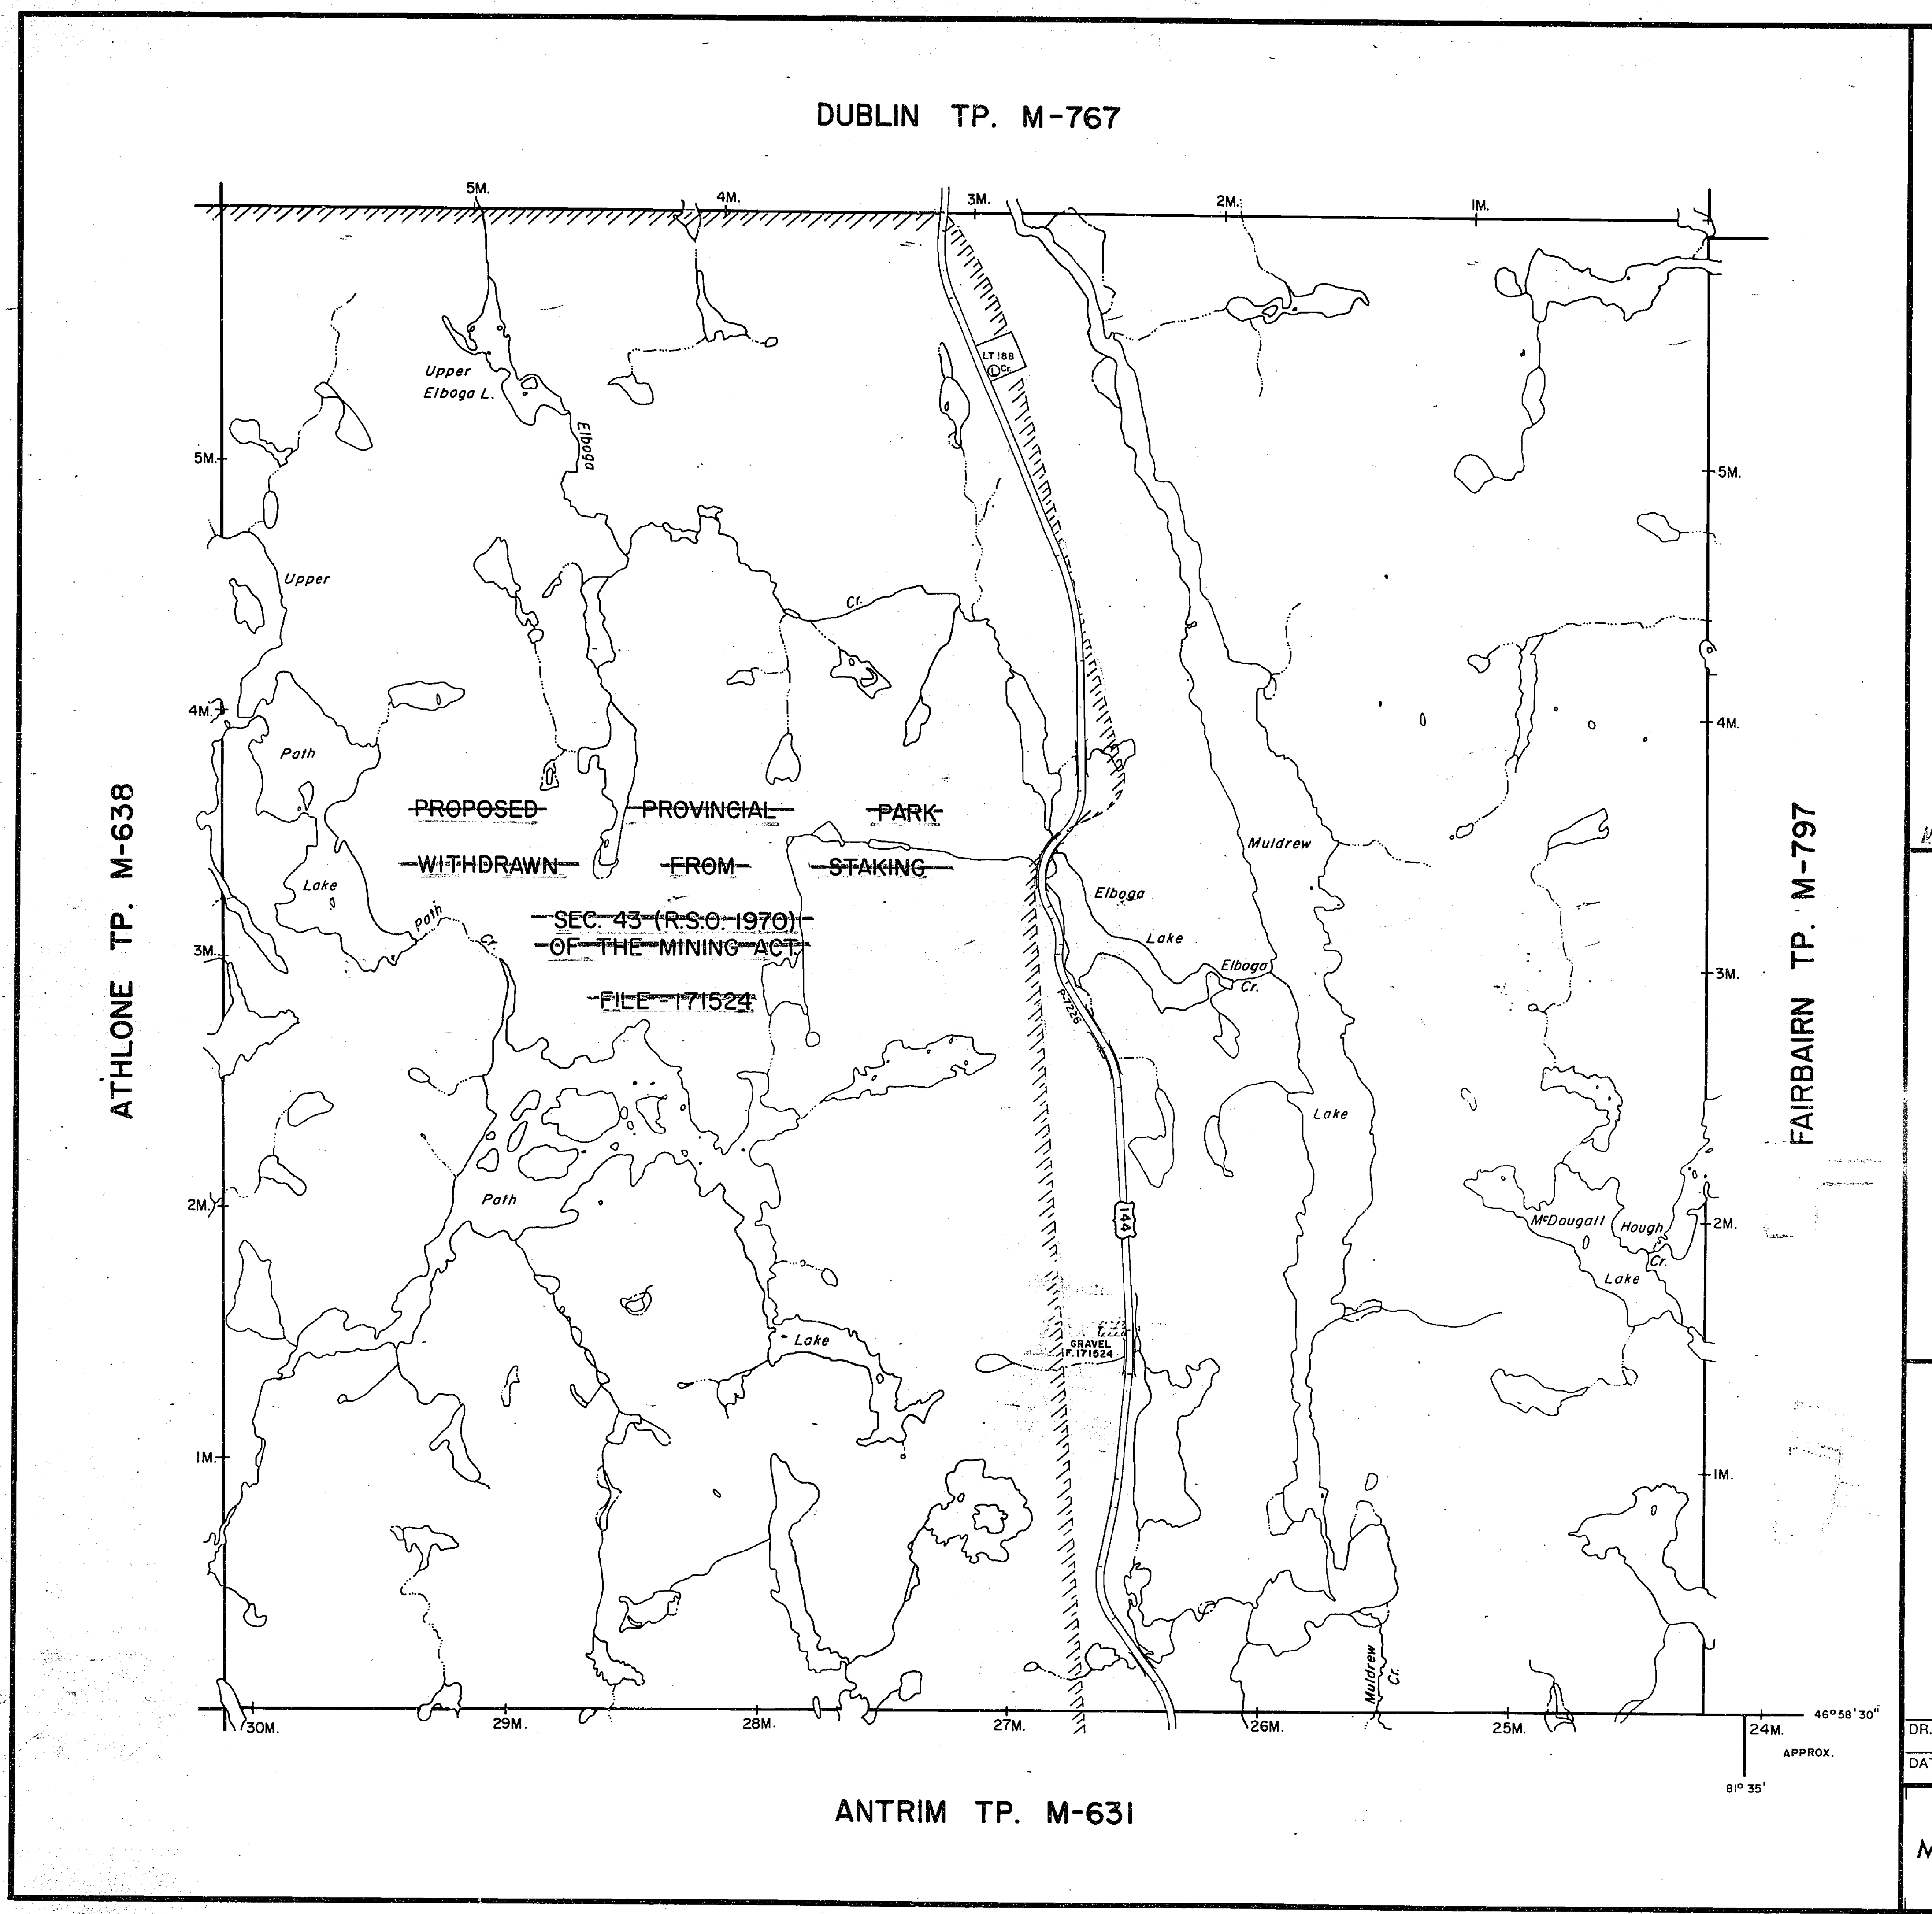 DUBLIN TP. M-767
5M.
4M.
3M.
2M.
1M.
LT 188
L Cr.
Upper
Elboga L.
Elboga
5M.
5M.
Upper
Cr.
4M.
4M.
Path
PROPOSED PROVINCIAL PARK
WITHDRAWN FROM STAKING
SEC. 43 (R.S.O. 1970)
OF THE MINING ACT.
FILE - 171524
ATHLONE TP. M-638
FAIRBAIRN TP. M-797
Muldrew
Lake
Elboga
Lake
Path
Cr.
3M.
3M.
Elboga
Cr.
P-7226
Lake
Path
2M.
2M.
144
McDougall
Hough
Cr.
Lake
GRAVEL
F.171524
Lake
1M.
1M.
Muldrew
Cr.
30M.
29M.
28M.
27M.
26M.
25M.
24M.
46°58'30"
APPROX.
81° 35'
ANTRIM TP. M-631
DR.